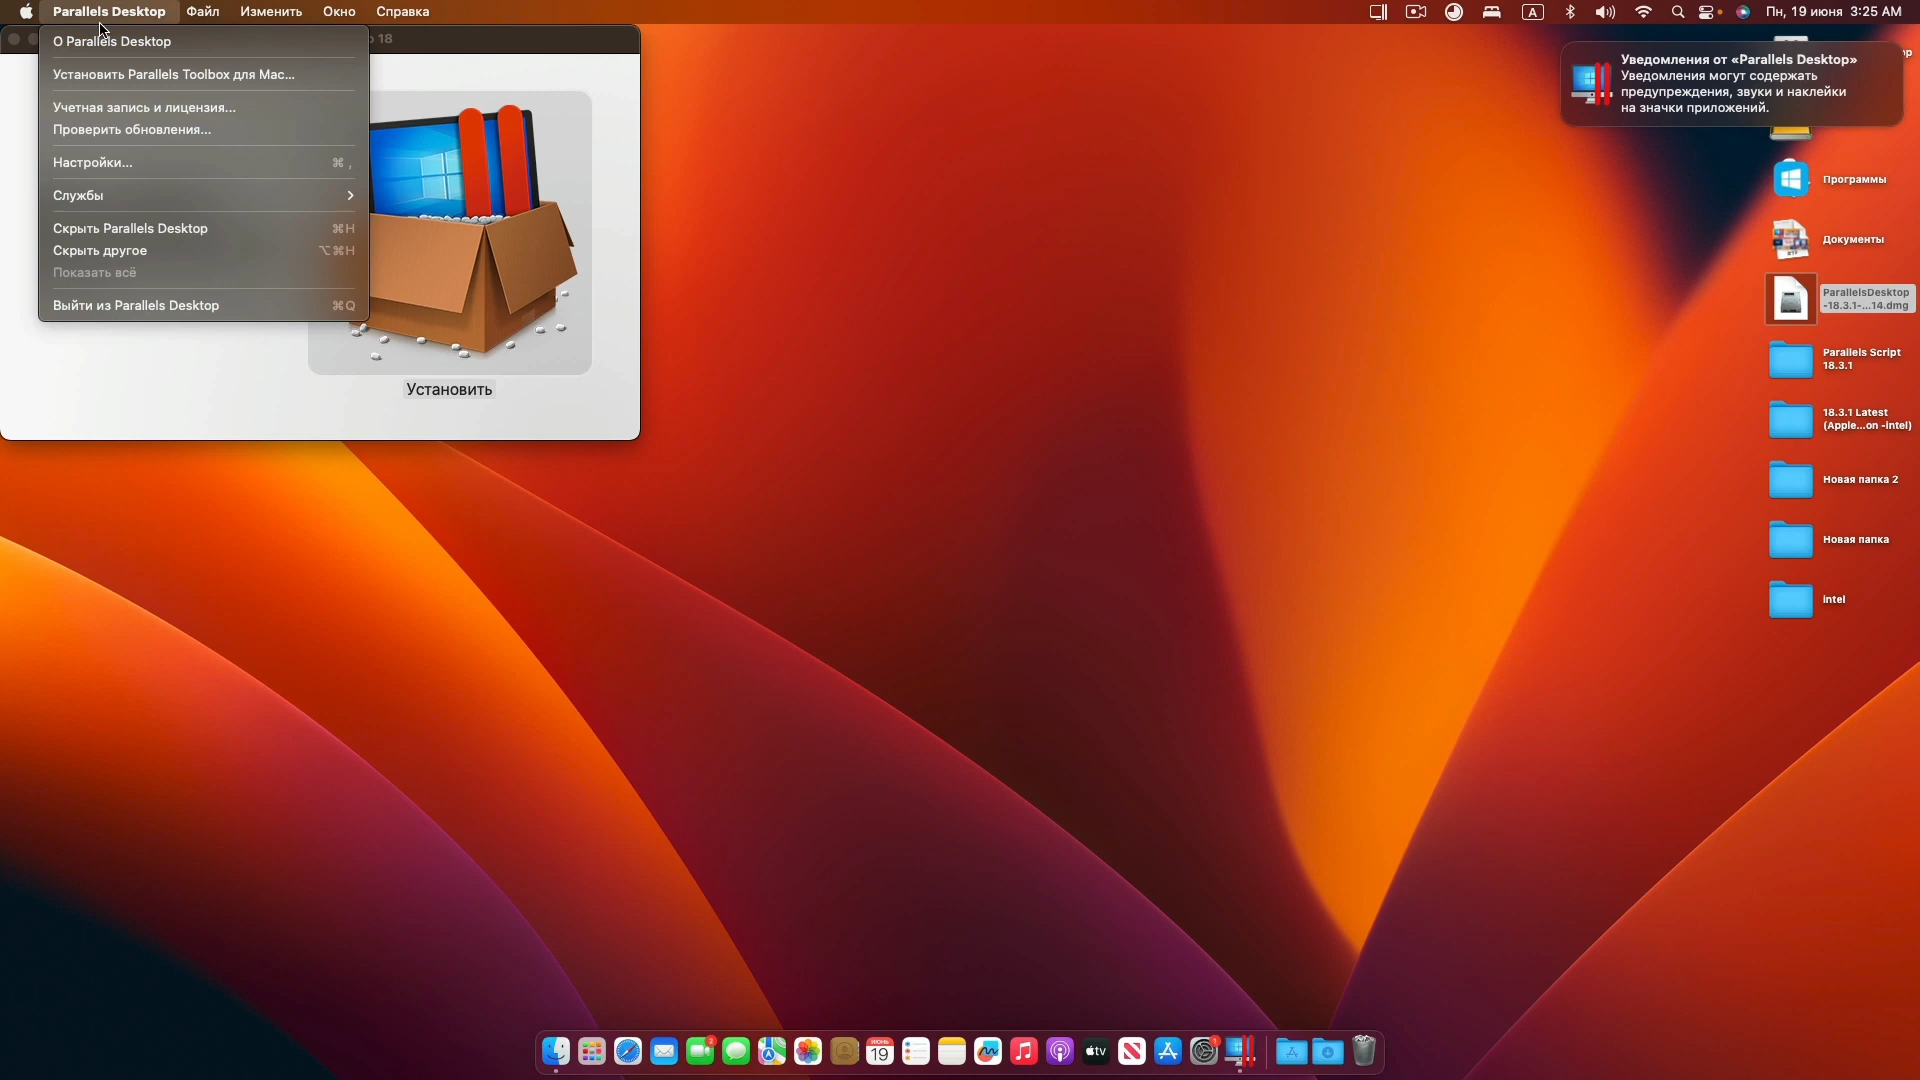 Parallels Desktop Файл Изменить Окно Справка
A Пн, 19 июня 3:25 AM
18
О Parallels Desktop
Установить Parallels Toolbox для Mac...
Учетная запись и лицензия...
Проверить обновления...
Настройки... ⌘ ,
Службы
Скрыть Parallels Desktop ⌘H
Скрыть другое ⌥⌘H
Показать всё
Выйти из Parallels Desktop ⌘Q
Установить
Уведомления от «Parallels Desktop»
Уведомления могут содержать
предупреждения, звуки и наклейки
на значки приложений.
Программы
Документы
ParallelsDesktop
-18.3.1-...14.dmg
Parallels Script
18.3.1
18.3.1 Latest
(Apple...on -intel)
Новая папка 2
Новая папка
intel
2
ИЮНЬ
19
tv
1